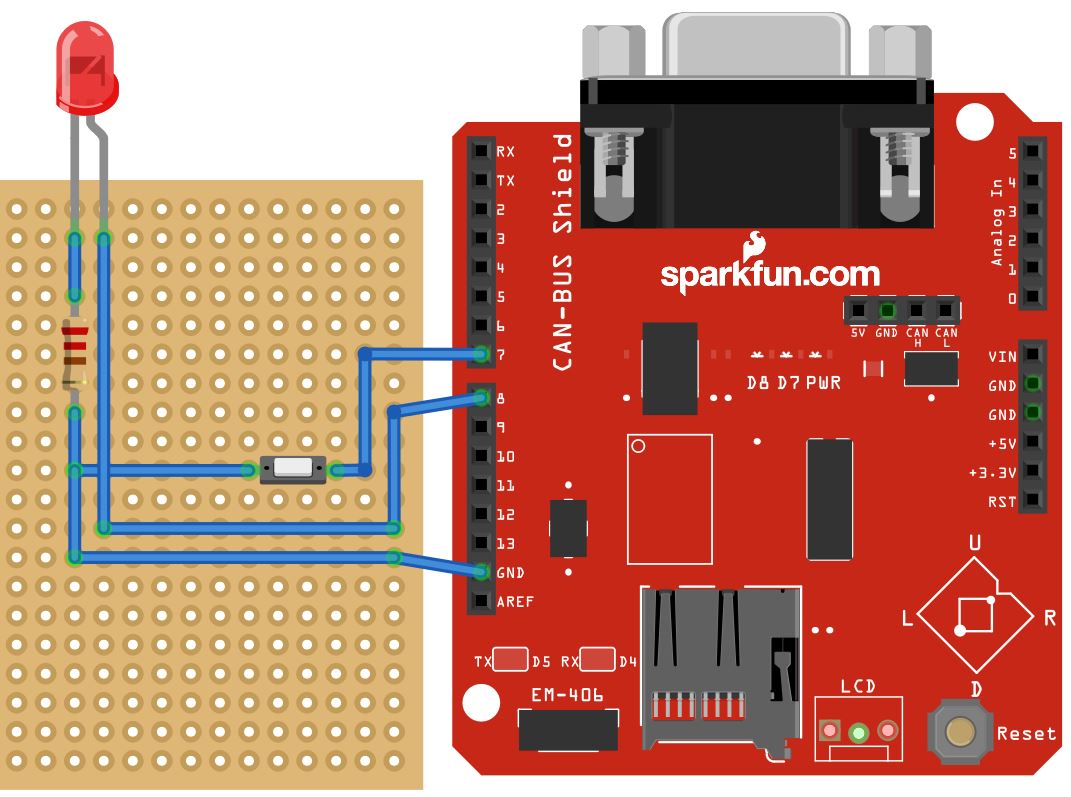 RX
TX
2
3
4
5
6
7
8
9
10
11
12
13
GND
AREF
CAN-BUS Shield
sparkfun.com
5
4
3
2
1
0
Analog In
5V GND CAN H CAN L
D8 D7 PWR
VIN
GND
GND
+5V
+3.3V
RST
U
L R
D
TX D5 RX D4
EM-406
LCD
Reset